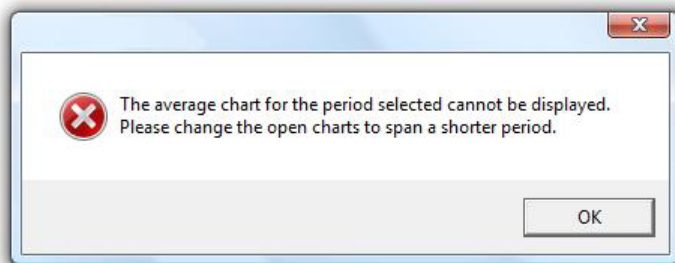 The average chart for the period selected cannot be displayed.
Please change the open charts to span a shorter period.
OK